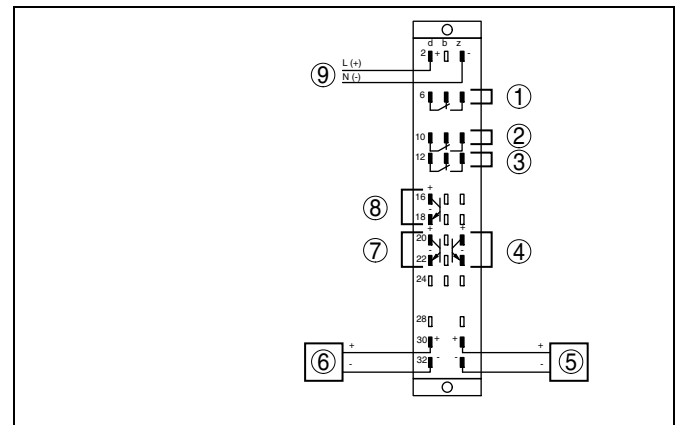 d b z
2 + -
L (+)
⑨
N (-)
6 ①
10 ②
12 ③
+
16
⑧
-
18
+ +
20
⑦ - - ④
22
24
28
30 + +
+ +
⑥ ⑤
32 - -
- -